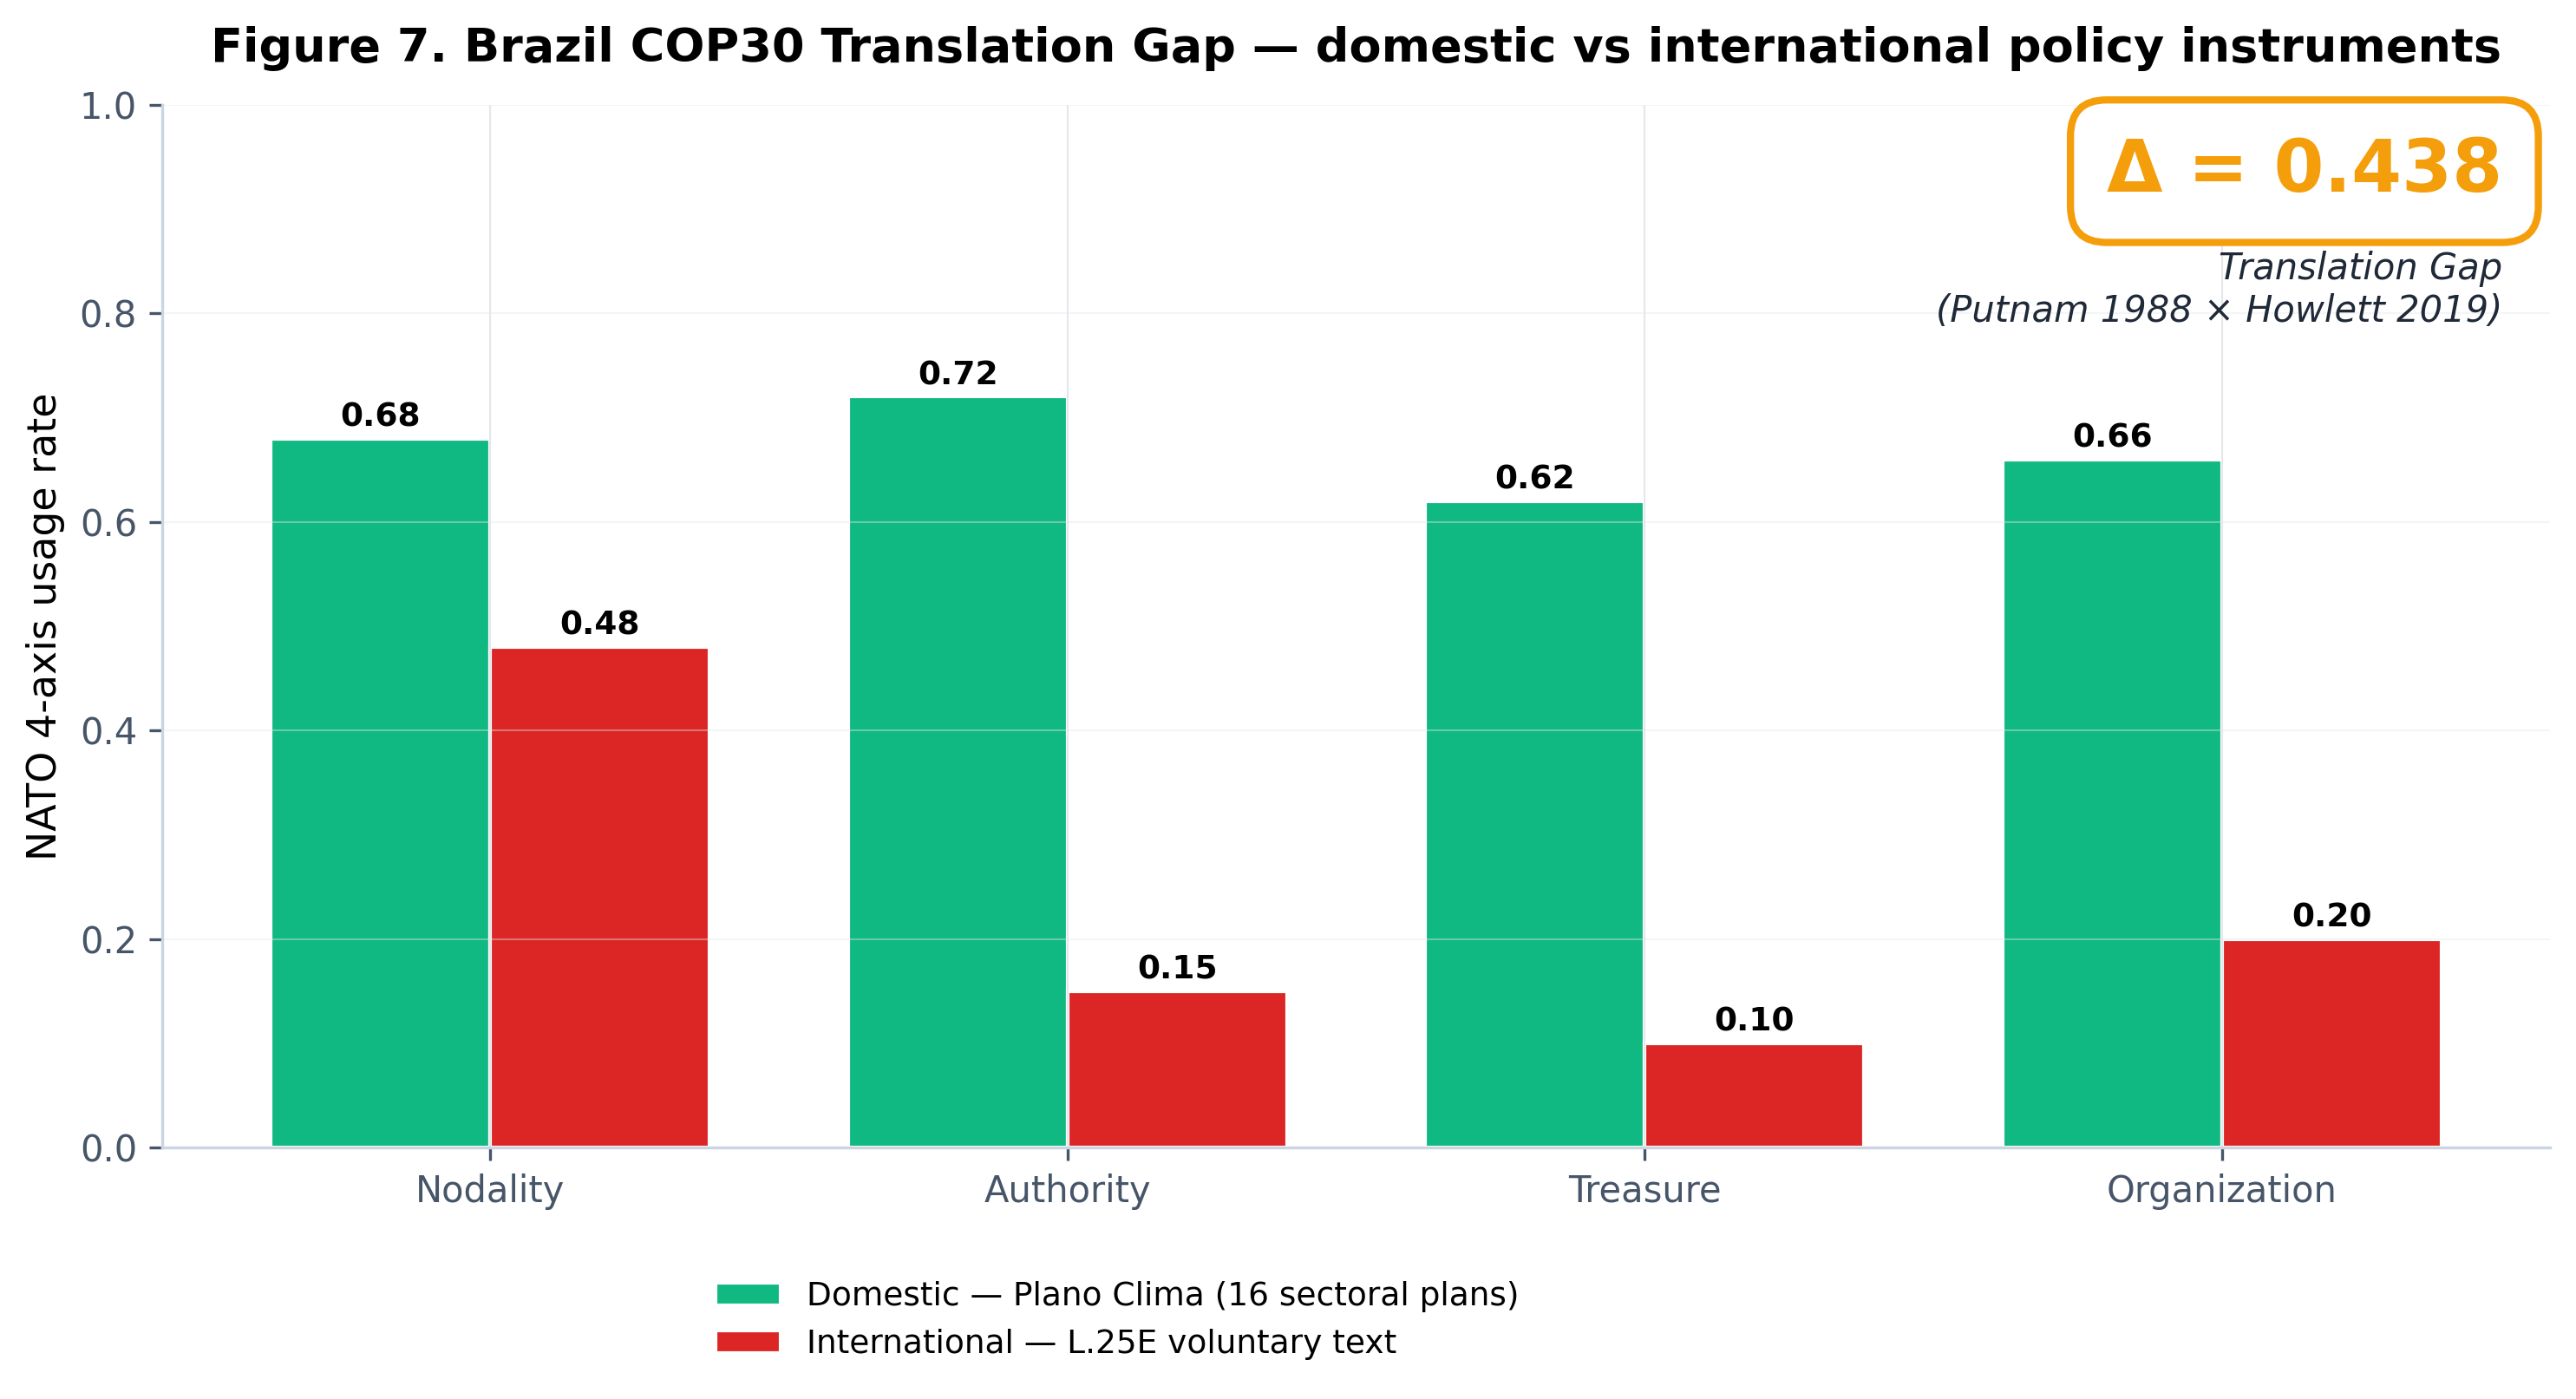 Figure 7. Brazil COP30 Translation Gap — domestic vs international policy instruments
Δ = 0.438
Translation Gap
(Putnam 1988 × Howlett 2019)
NATO 4-axis usage rate
1.0
0.8
0.6
0.4
0.2
0.0
0.68
0.48
0.72
0.15
0.62
0.10
0.66
0.20
Nodality
Authority
Treasure
Organization
Domestic — Plano Clima (16 sectoral plans)
International — L.25E voluntary text